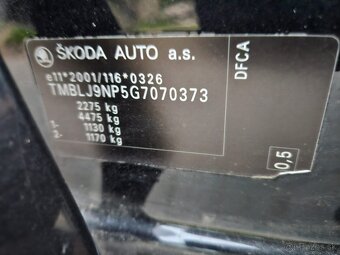 ŠKODA AUTO a.s.
e11*2001/116*0326
TMBLJ9NP5G7070373
2275 kg
4475 kg
1- 1130 kg
2- 1170 kg
DFCA
0,5